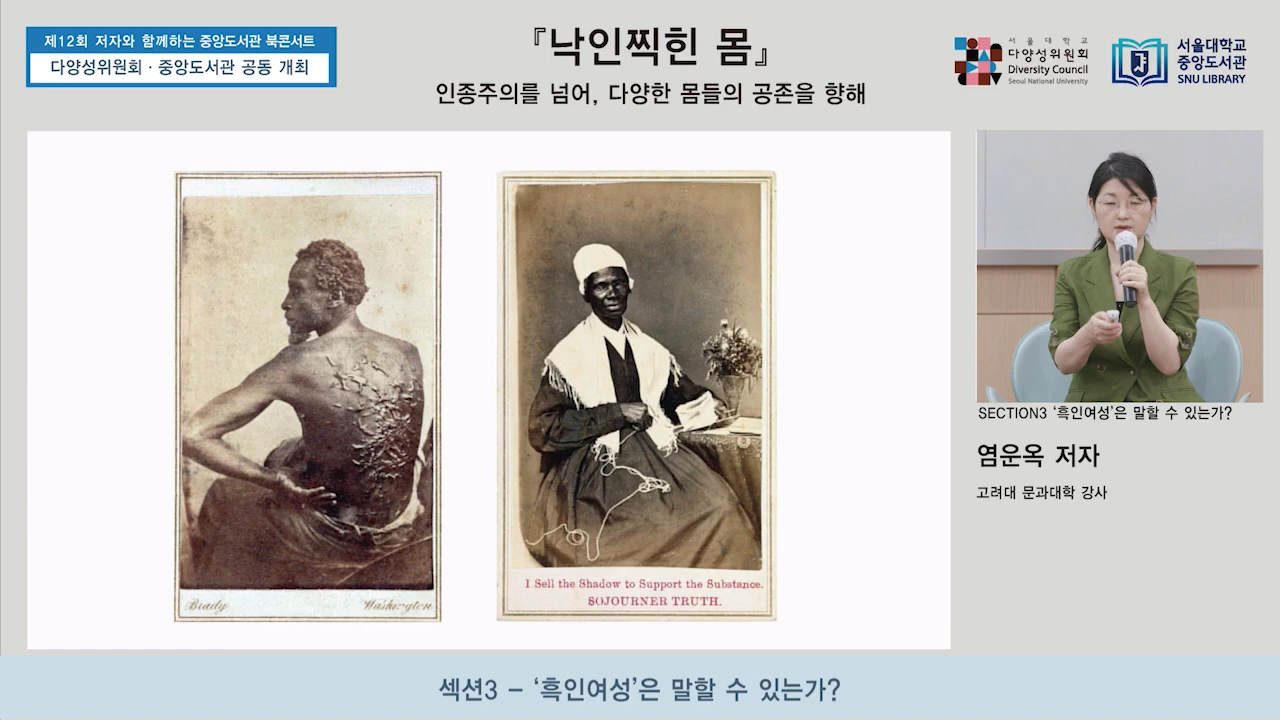 제12회 저자와 함께하는 중앙도서관 북콘서트
다양성위원회 · 중앙도서관 공동 개최
『낙인찍힌 몸』
인종주의를 넘어, 다양한 몸들의 공존을 향해
서울대학교
다양성위원회
Diversity Council
Seoul National University
서울대학교
중앙도서관
SNU LIBRARY
Brady Washington
I Sell the Shadow to Support the Substance.
SOJOURNER TRUTH.
SECTION3 ‘흑인여성’은 말할 수 있는가?
염운옥 저자
고려대 문과대학 강사
섹션3 – ‘흑인여성’은 말할 수 있는가?